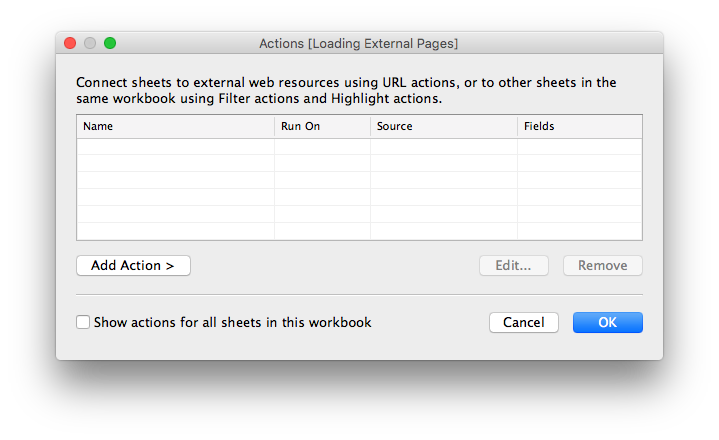 Actions [Loading External Pages]
Connect sheets to external web resources using URL actions, or to other sheets in the
same workbook using Filter actions and Highlight actions.
Name Run On Source Fields
Add Action > Edit... Remove
Show actions for all sheets in this workbook Cancel OK